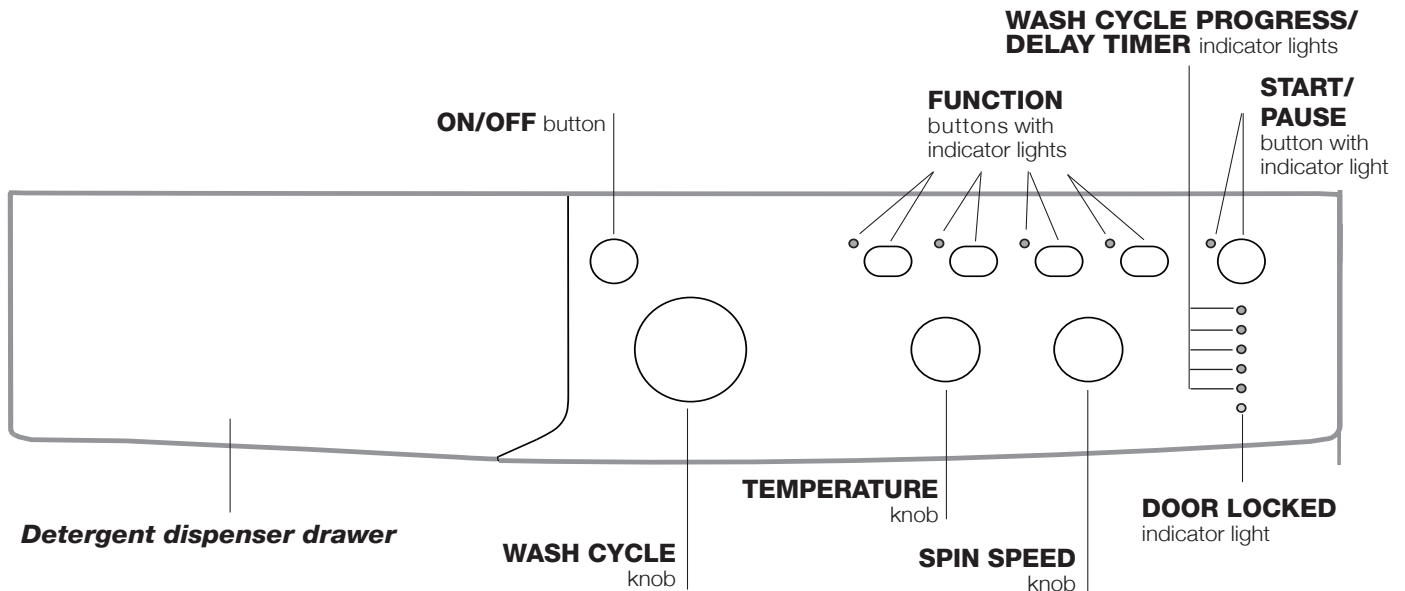 WASH CYCLE PROGRESS/
DELAY TIMER indicator lights
START/
PAUSE
button with
indicator light
FUNCTION
buttons with
indicator lights
ON/OFF button
TEMPERATURE
knob
DOOR LOCKED
indicator light
Detergent dispenser drawer
WASH CYCLE
knob
SPIN SPEED
knob